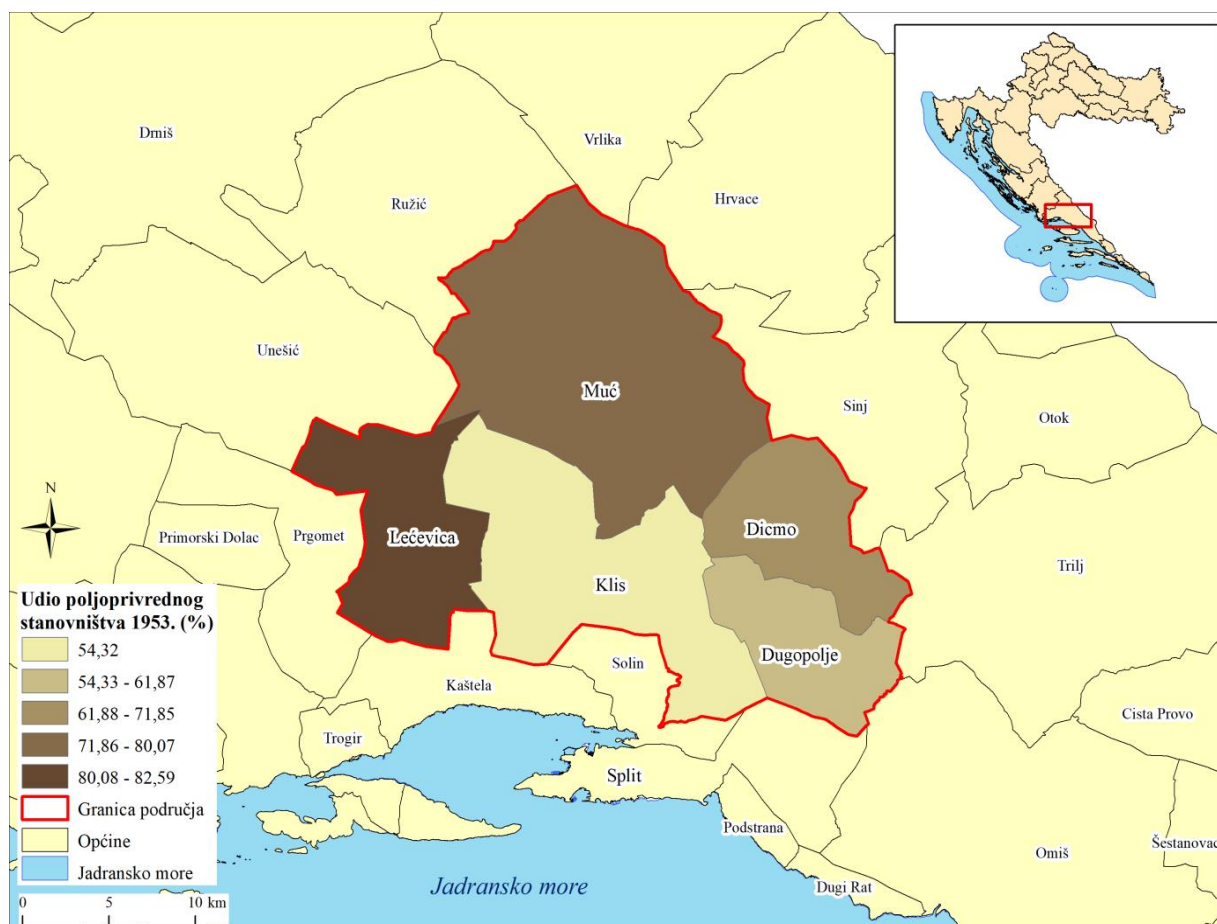 Drniš
Vrlika
Hrvace
Ružić
Unešić
Muć
Sinj
Otok
N
Primorski Dolac
Prgomet
Lećevica
Dicmo
Trilj
Klis
Dugopolje
Solin
Kaštela
Cista Provo
Trogir
Split
Podstrana
Omiš
Šestanovac
Dugi Rat
Jadransko more
Udio poljoprivrednog
stanovništva 1953. (%)
54,32
54,33 - 61,87
61,88 - 71,85
71,86 - 80,07
80,08 - 82,59
Granica područja
Općine
Jadransko more
0 5 10 km